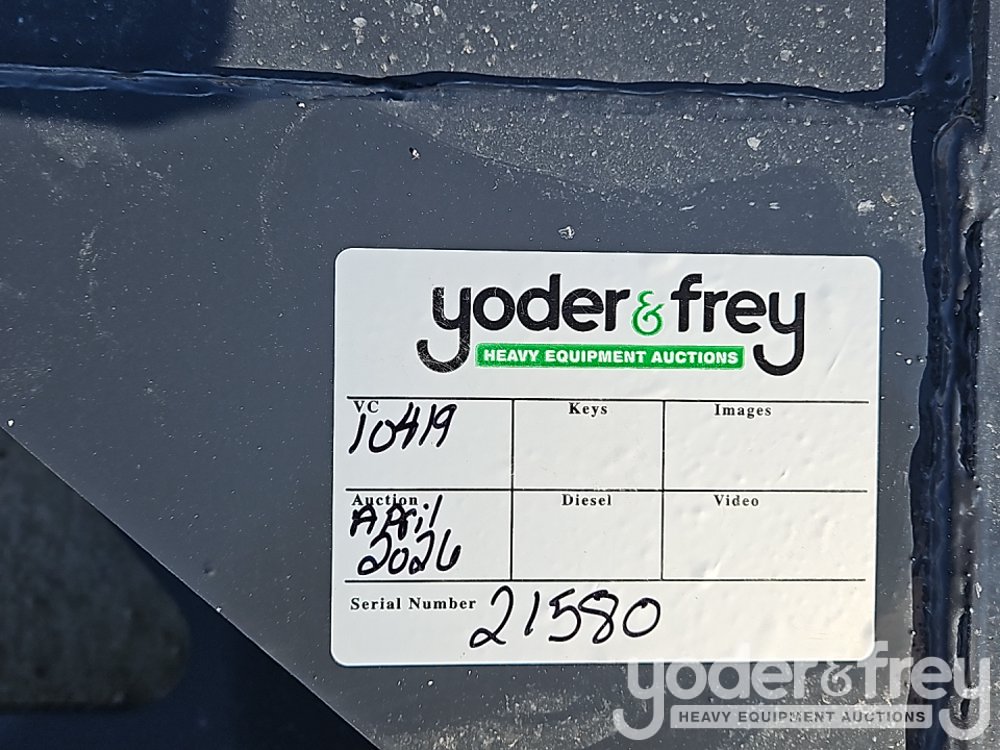 yoder & frey
HEAVY EQUIPMENT AUCTIONS
VC Keys Images
10419
Auction Diesel Video
April
2026
Serial Number 21580
yoder & frey
HEAVY EQUIPMENT AUCTIONS